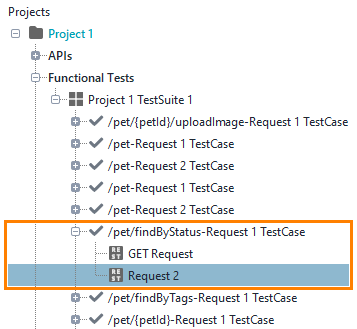 Projects
Project 1
APIs
Functional Tests
Project 1 TestSuite 1
/pet/{petId}/uploadImage-Request 1 TestCase
/pet-Request 1 TestCase
/pet-Request 2 TestCase
/pet-Request 1 TestCase
/pet-Request 2 TestCase
/pet/findByStatus-Request 1 TestCase
REST GET Request
REST Request 2
/pet/findByTags-Request 1 TestCase
/pet/{petId}-Request 1 TestCase